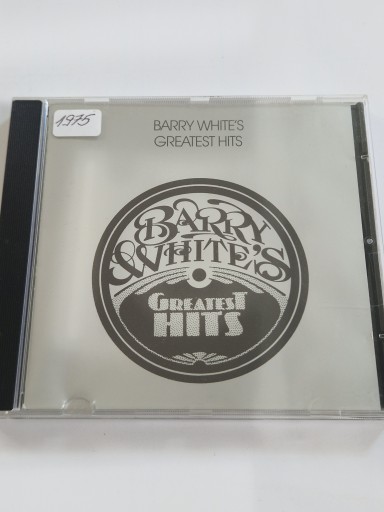 1975
BARRY WHITE'S
GREATEST HITS
BARRY
WHITE'S
GREATEST
HITS